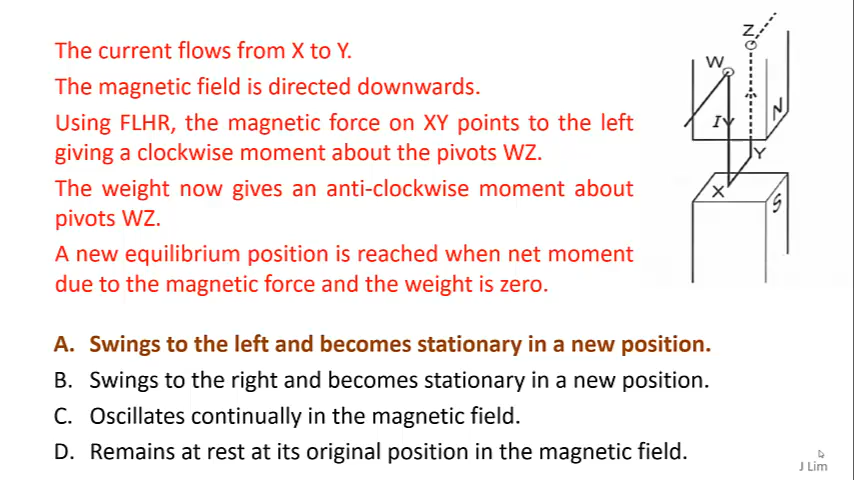 The current flows from X to Y.
The magnetic field is directed downwards.
Using FLHR, the magnetic force on XY points to the left
giving a clockwise moment about the pivots WZ.
The weight now gives an anti-clockwise moment about
pivots WZ.
A new equilibrium position is reached when net moment
due to the magnetic force and the weight is zero.
Z
W
N
I
Y
X
S
A. Swings to the left and becomes stationary in a new position.
B. Swings to the right and becomes stationary in a new position.
C. Oscillates continually in the magnetic field.
D. Remains at rest at its original position in the magnetic field.
J Lim